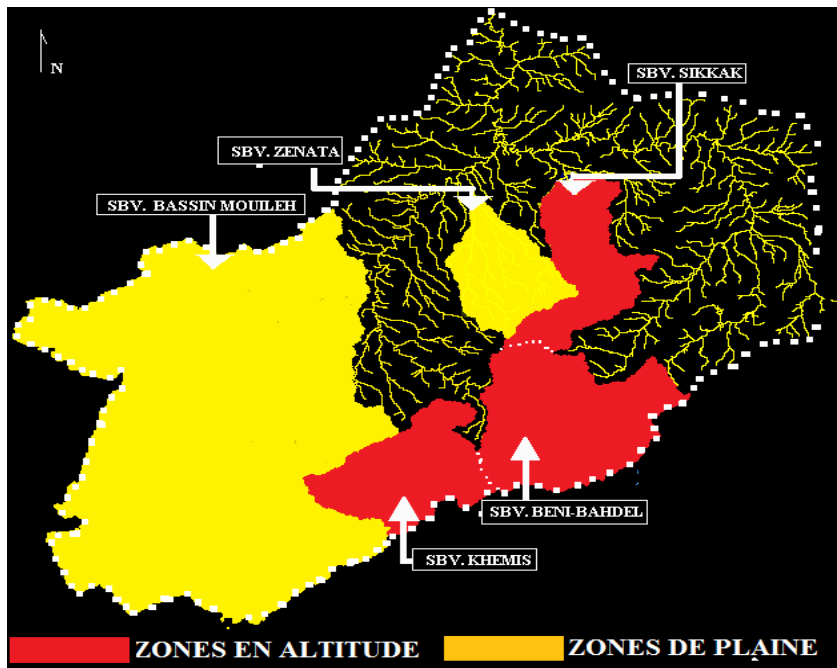 SBV. SIKKAK
N
SBV. ZENATA
SBV. BASSIN MOUILEH
SBV. BENI-BAHDEL
SBV. KHEMIS
ZONES EN ALTITUDE
ZONES DE PLAINE